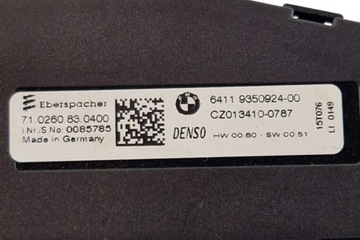 Eberspächer
71.0260.83.0400
I.Nr./S.No: 0085785
Made in Germany
BMW
6411 9350924-00
CZ013410-0787
DENSO
HW 00.60 / SW 00.51
15T076
LI 0149